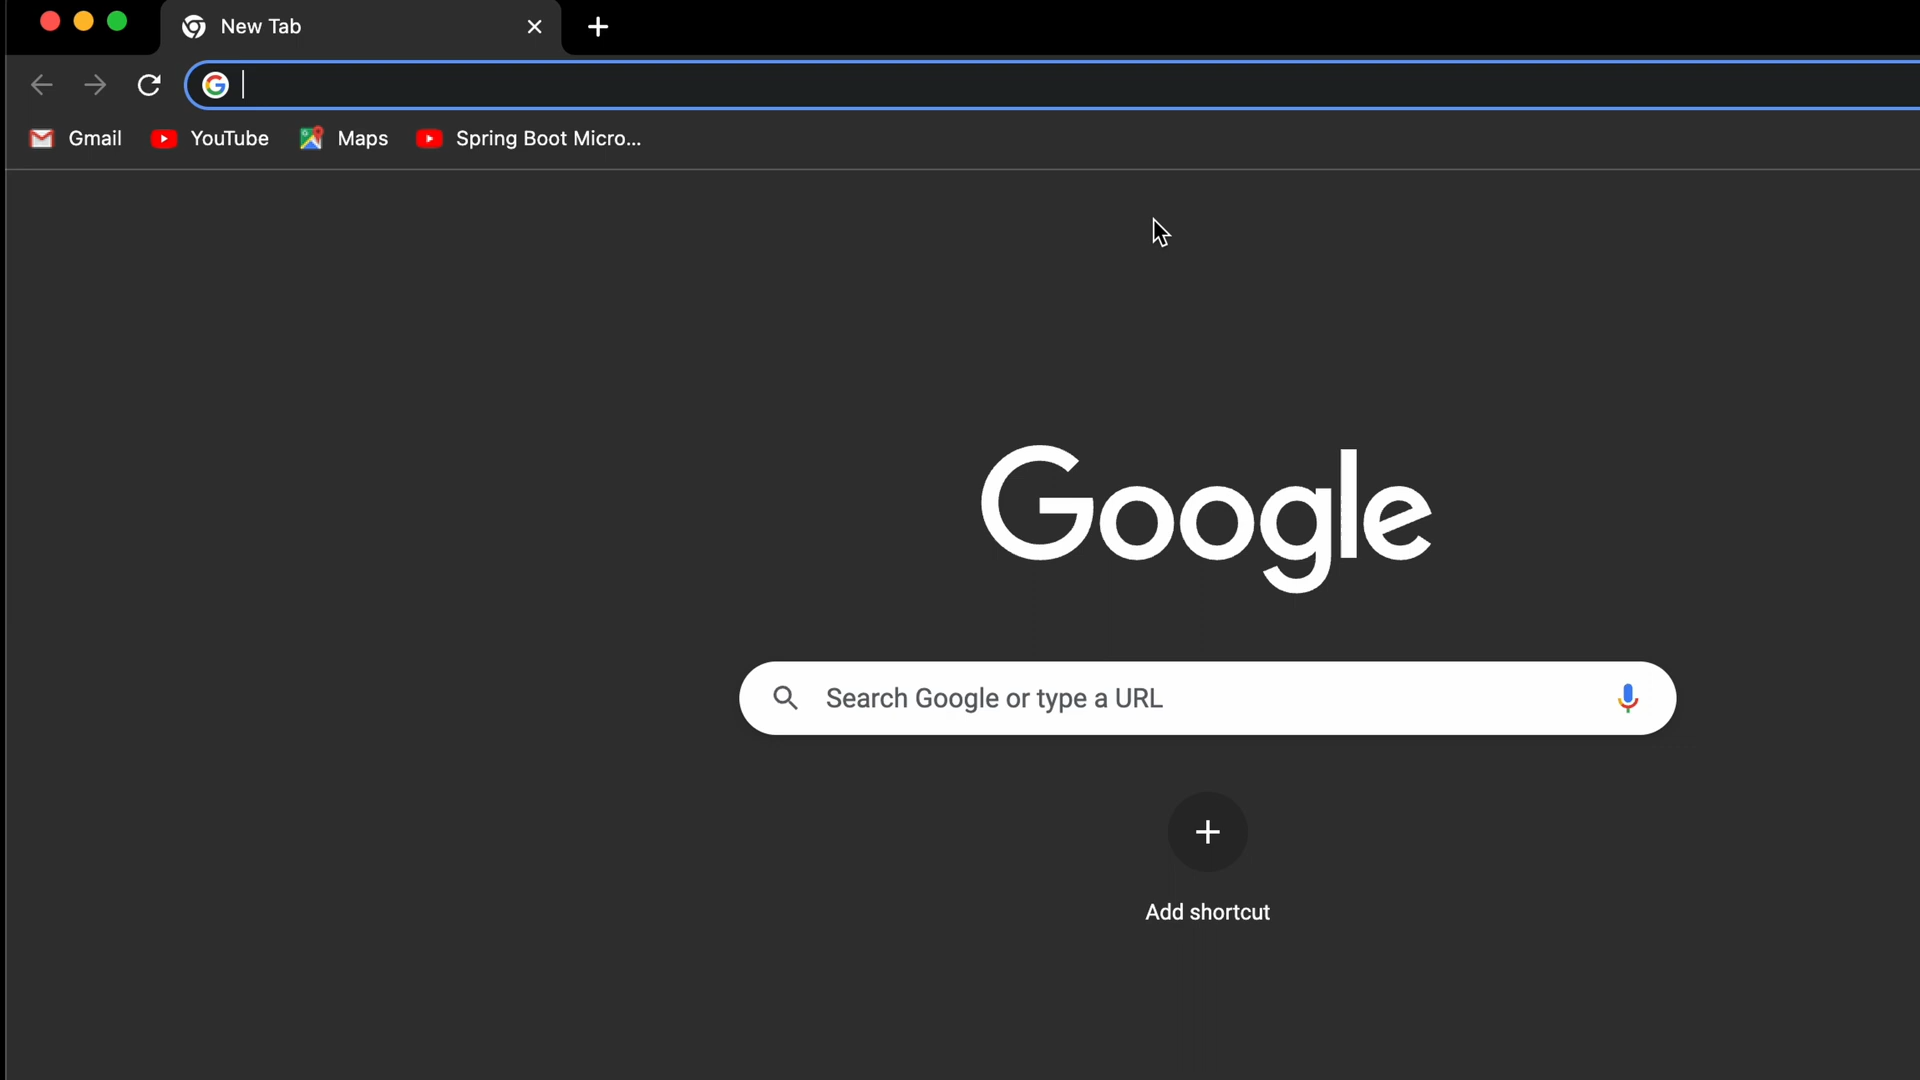 New Tab
Gmail YouTube Maps Spring Boot Micro...
Google
Search Google or type a URL
Add shortcut